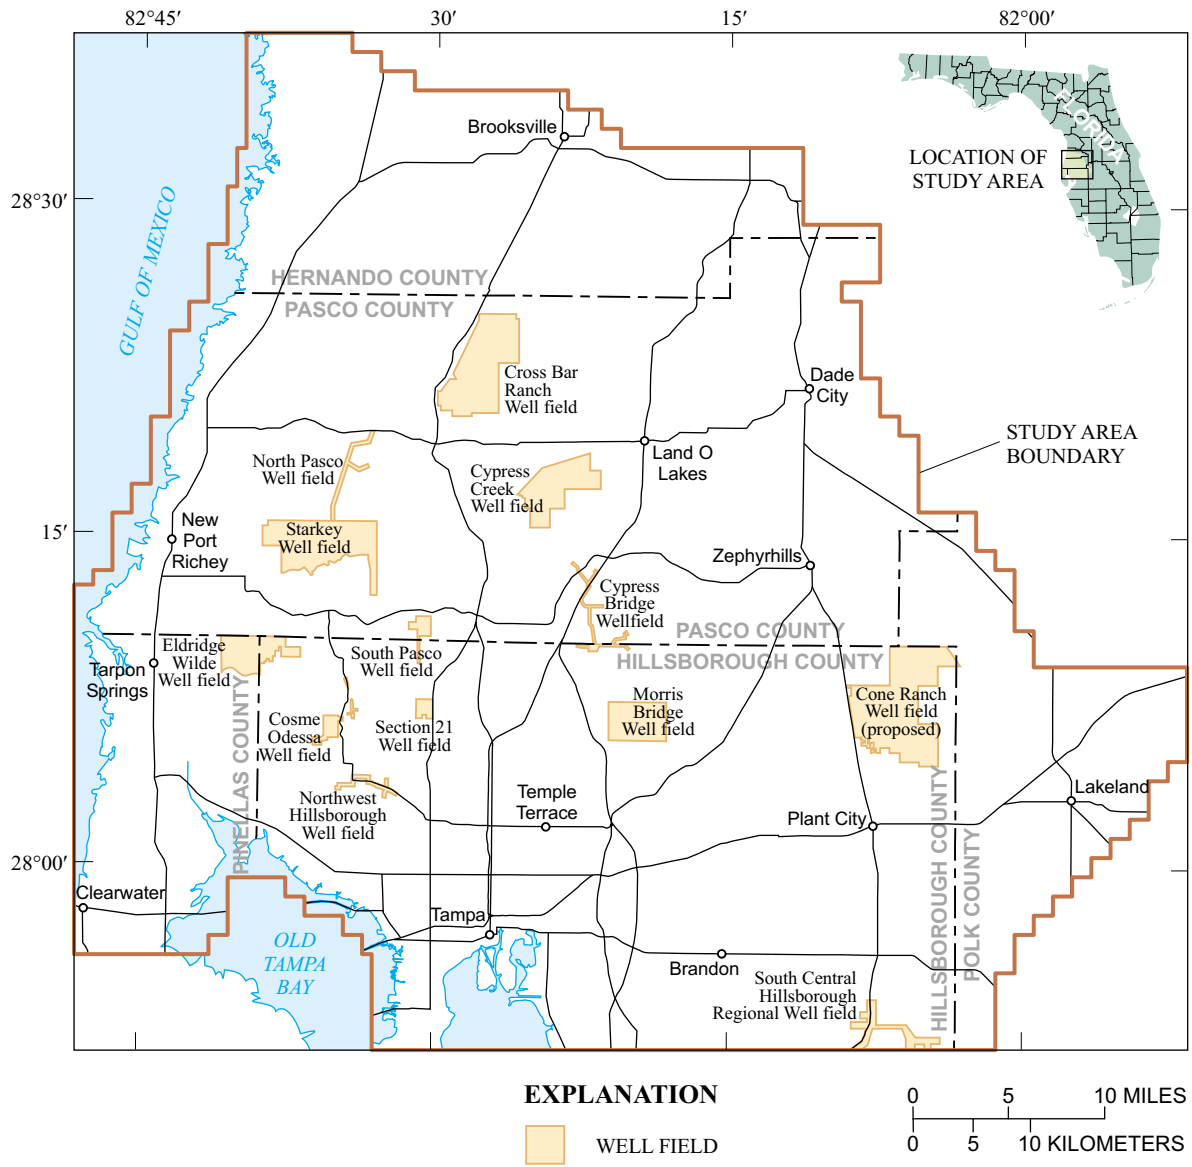 82°45′
30′
15′
82°00′
Brooksville
FLORIDA
LOCATION OF
STUDY AREA
28°30′
GULF OF MEXICO
HERNANDO COUNTY
PASCO COUNTY
Cross Bar
Ranch
Well field
Dade
City
STUDY AREA
BOUNDARY
Land O
Lakes
North Pasco
Well field
Cypress
Creek
Well field
15′
New
Port
Richey
Starkey
Well field
Zephyrhills
Cypress
Bridge
Wellfield
PASCO COUNTY
HILLSBOROUGH COUNTY
Eldridge
Wilde
Well field
South Pasco
Well field
Tarpon
Springs
PINELLAS COUNTY
Cosme
Odessa
Well field
Section 21
Well field
Morris
Bridge
Well field
Cone Ranch
Well field
(proposed)
Northwest
Hillsborough
Well field
Temple
Terrace
Plant City
Lakeland
HILLSBOROUGH COUNTY
POLK COUNTY
28°00′
Clearwater
Tampa
OLD
TAMPA
BAY
Brandon
South Central
Hillsborough
Regional Well field
EXPLANATION
WELL FIELD
0 5 10 MILES
0 5 10 KILOMETERS